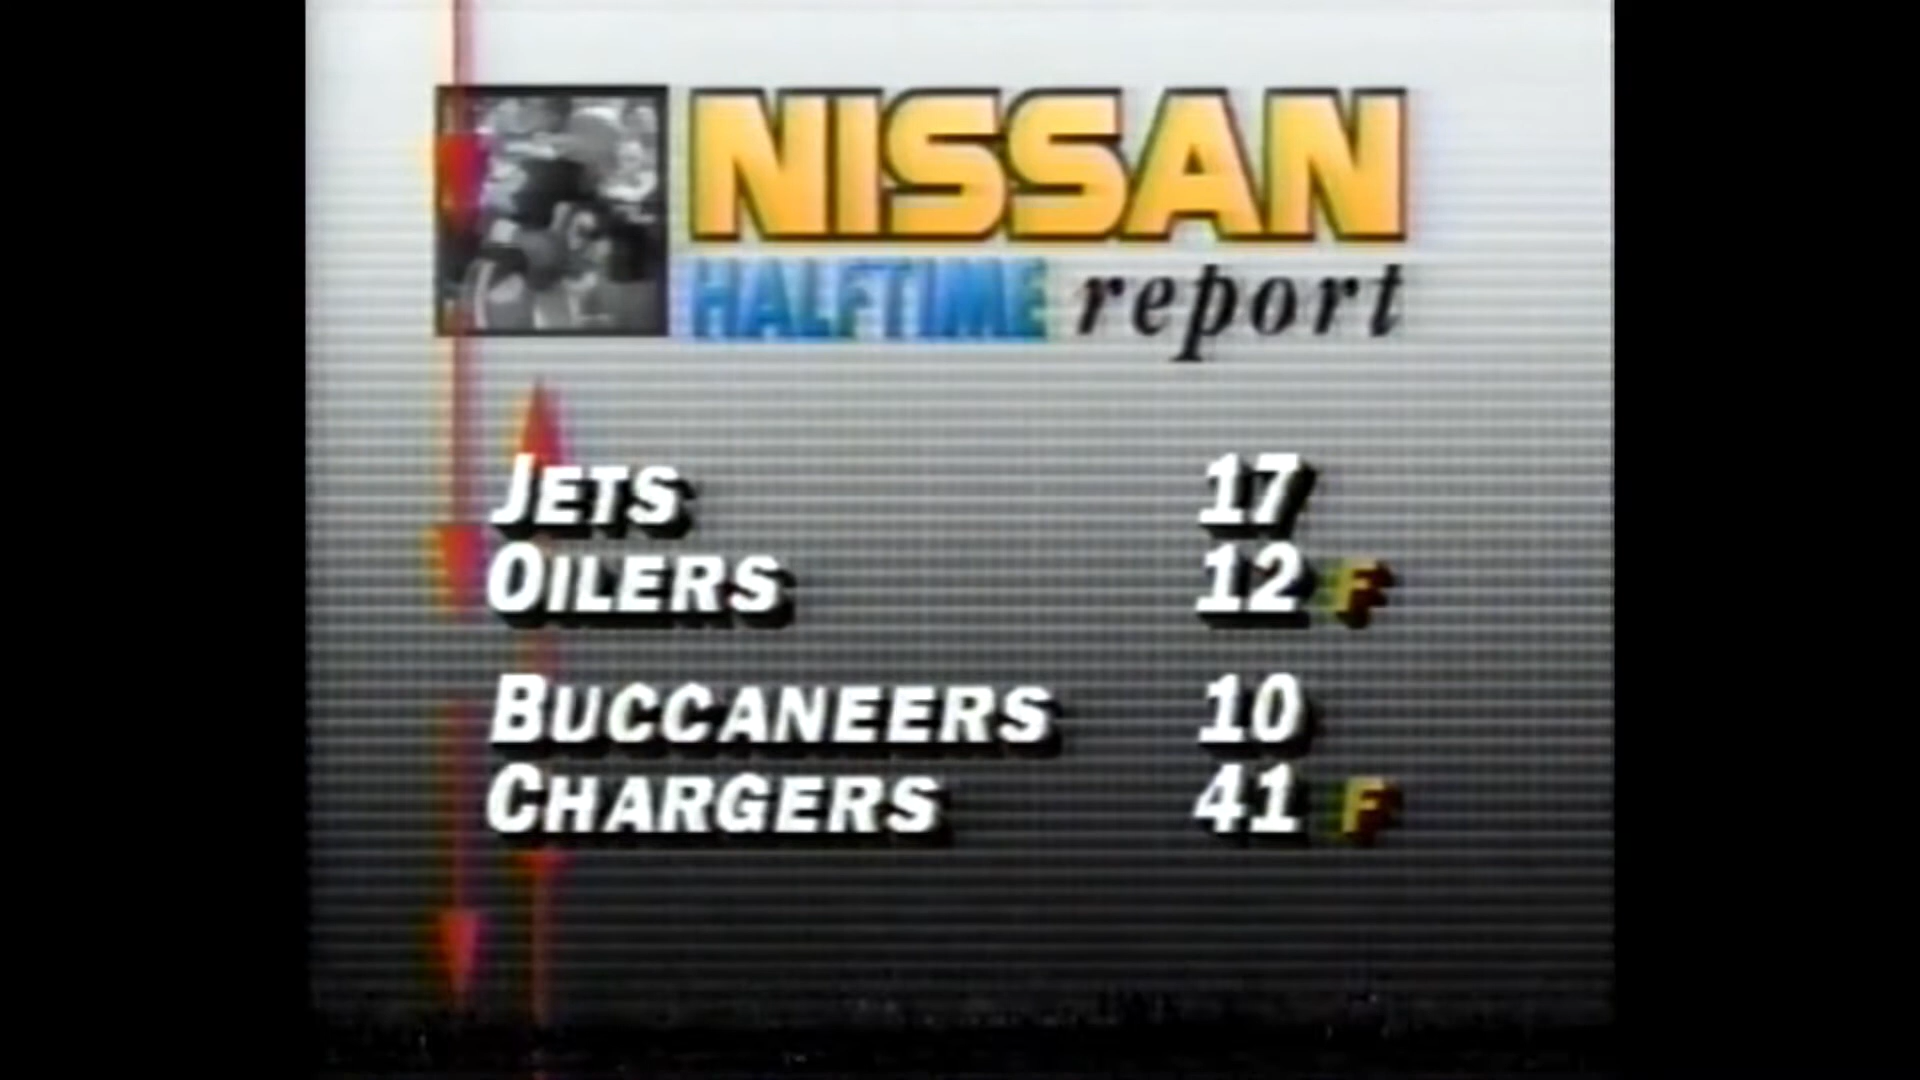 NISSAN
HALFTIME report
JETS 17
OILERS 12 F
BUCCANEERS 10
CHARGERS 41 F